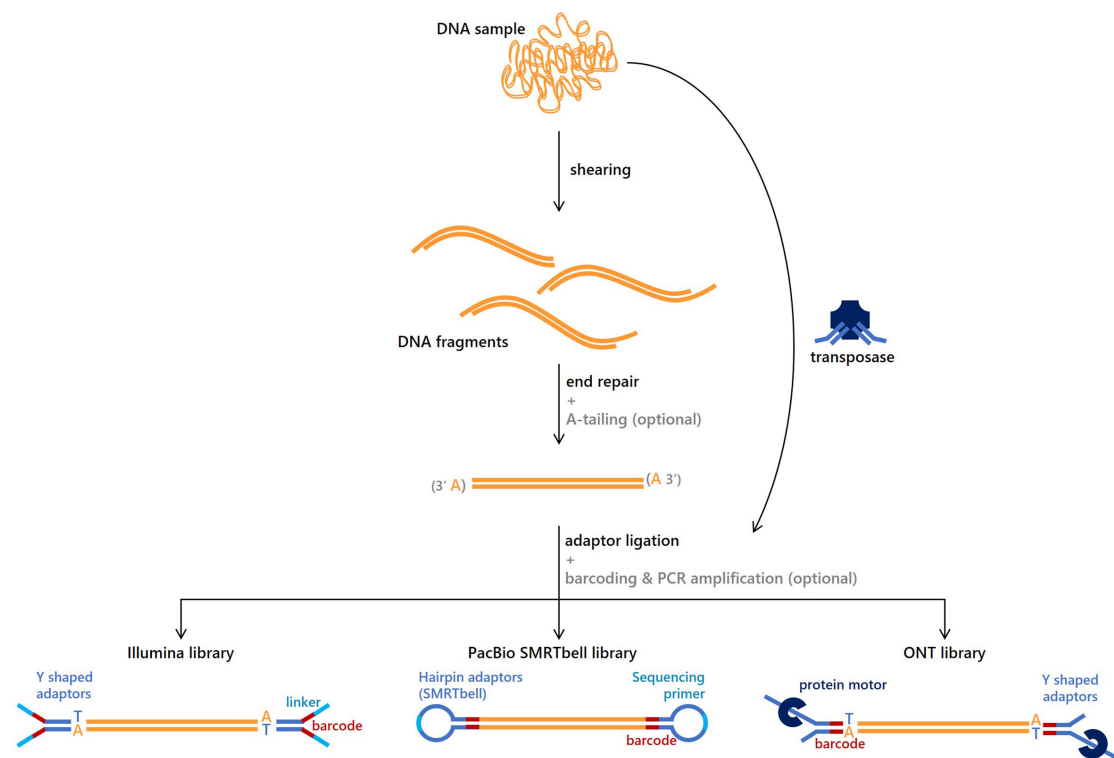 DNA sample
shearing
DNA fragments
transposase
end repair
+
A-tailing (optional)
(3' A)
(A 3')
adaptor ligation
+
barcoding & PCR amplification (optional)
Illumina library
PacBio SMRTbell library
ONT library
Y shaped
adaptors
linker
barcode
T
A
A
T
Hairpin adaptors
(SMRTbell)
Sequencing
primer
barcode
protein motor
Y shaped
adaptors
barcode
T
A
A
T